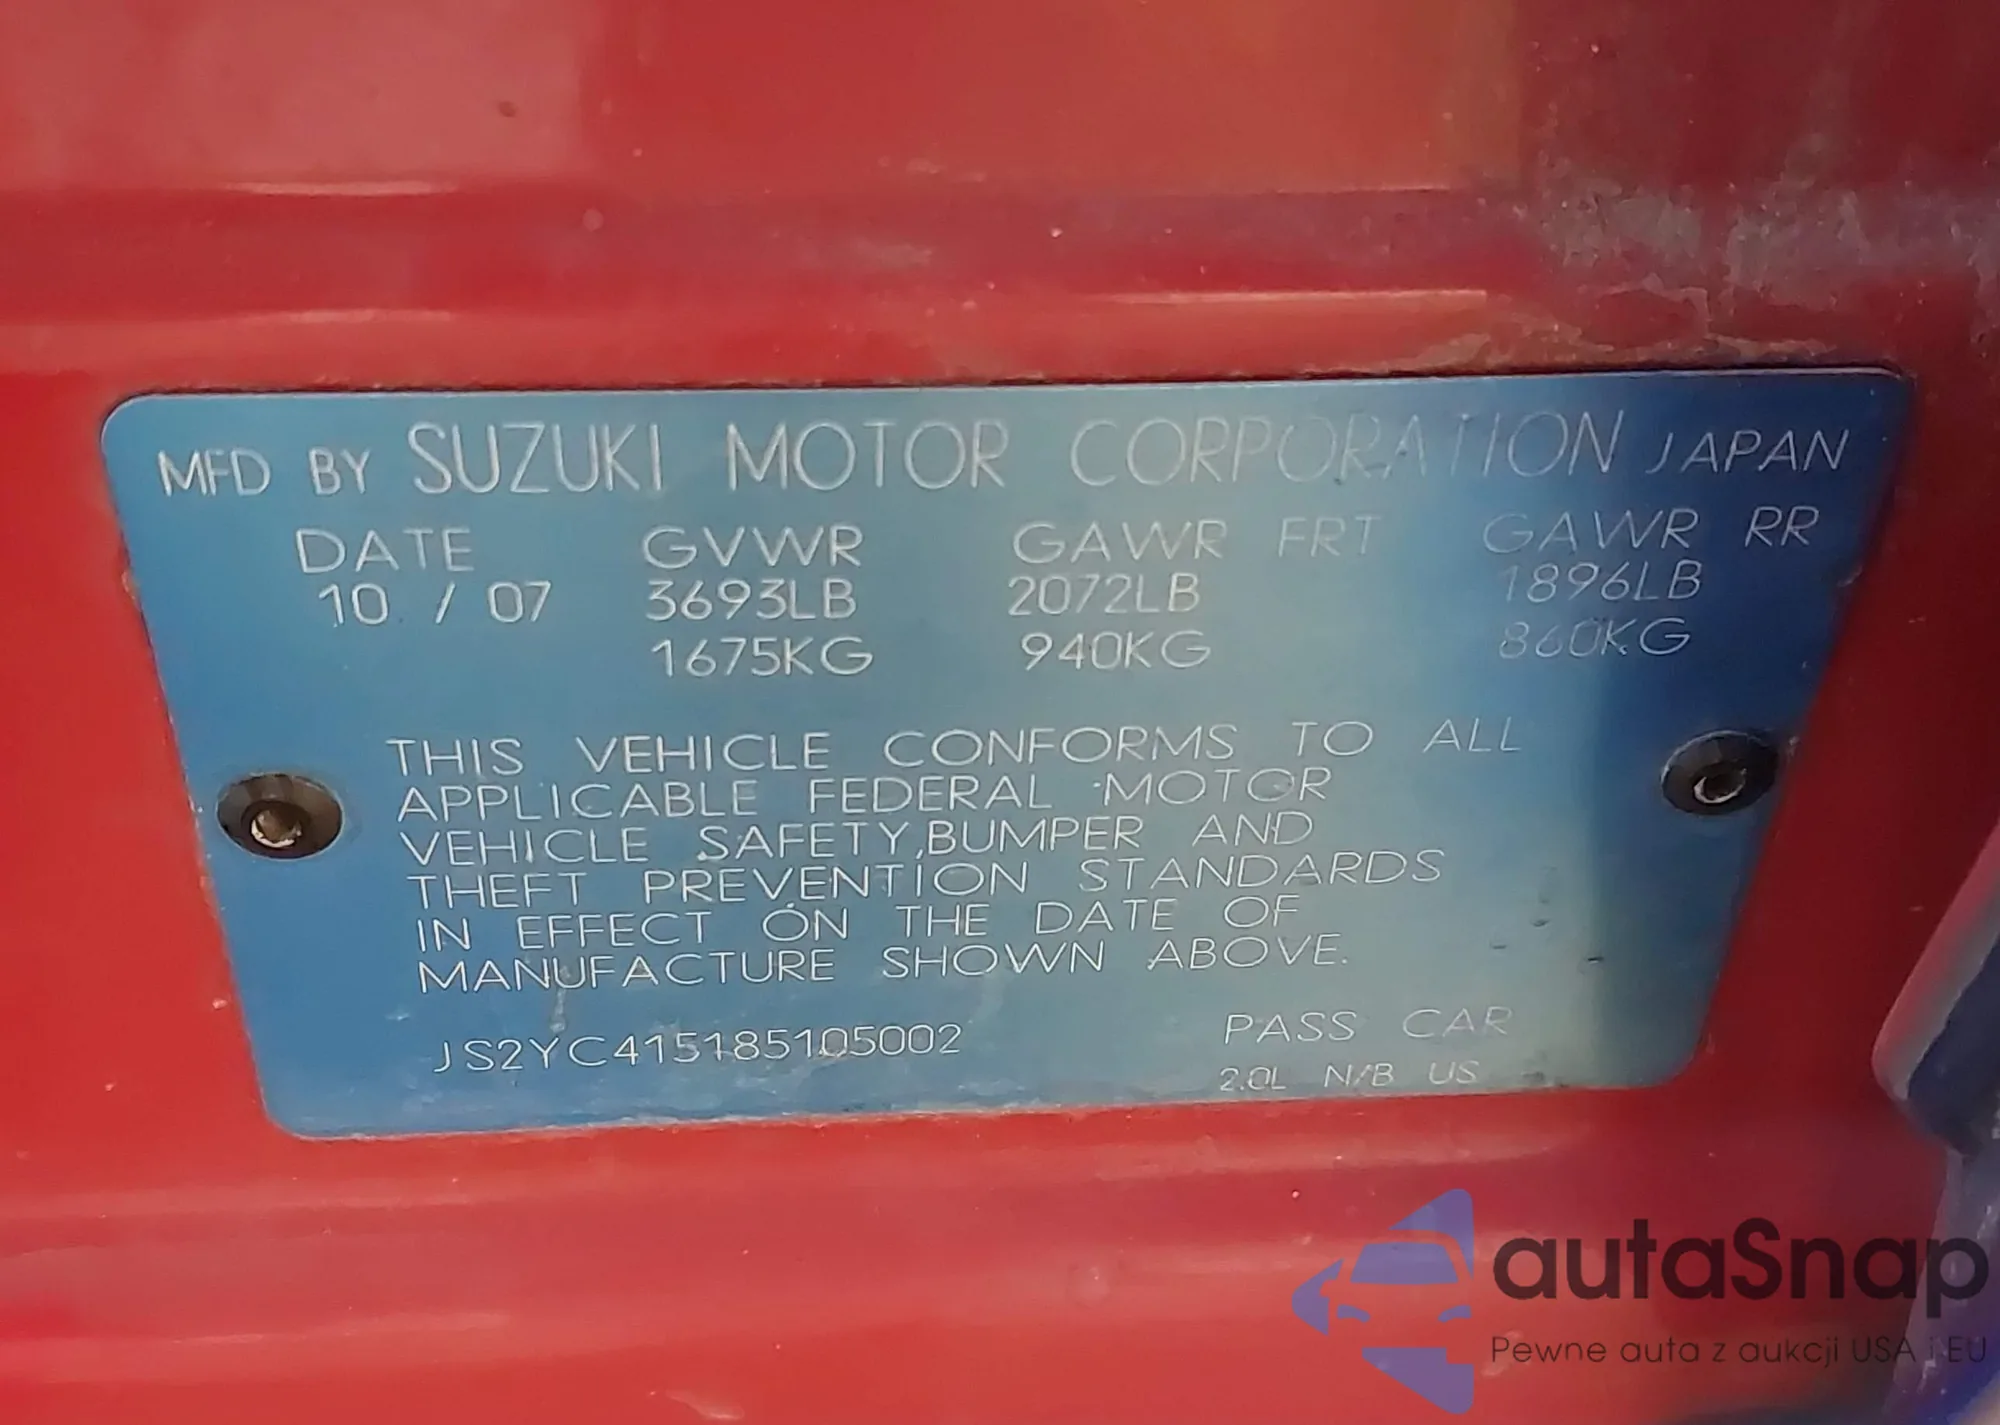 MFD BY SUZUKI MOTOR CORPORATION JAPAN
DATE GVWR GAWR FRT GAWR RR
10 / 07 3693LB 2072LB 1896LB
1675KG 940KG 860KG
THIS VEHICLE CONFORMS TO ALL
APPLICABLE FEDERAL MOTOR
VEHICLE SAFETY,BUMPER AND
THEFT PREVENTION STANDARDS
IN EFFECT ON THE DATE OF
MANUFACTURE SHOWN ABOVE.
JS2YC415185105002 PASS CAR
2.0L N/B US
autaSnap
Pewne auta z aukcji USA i EU